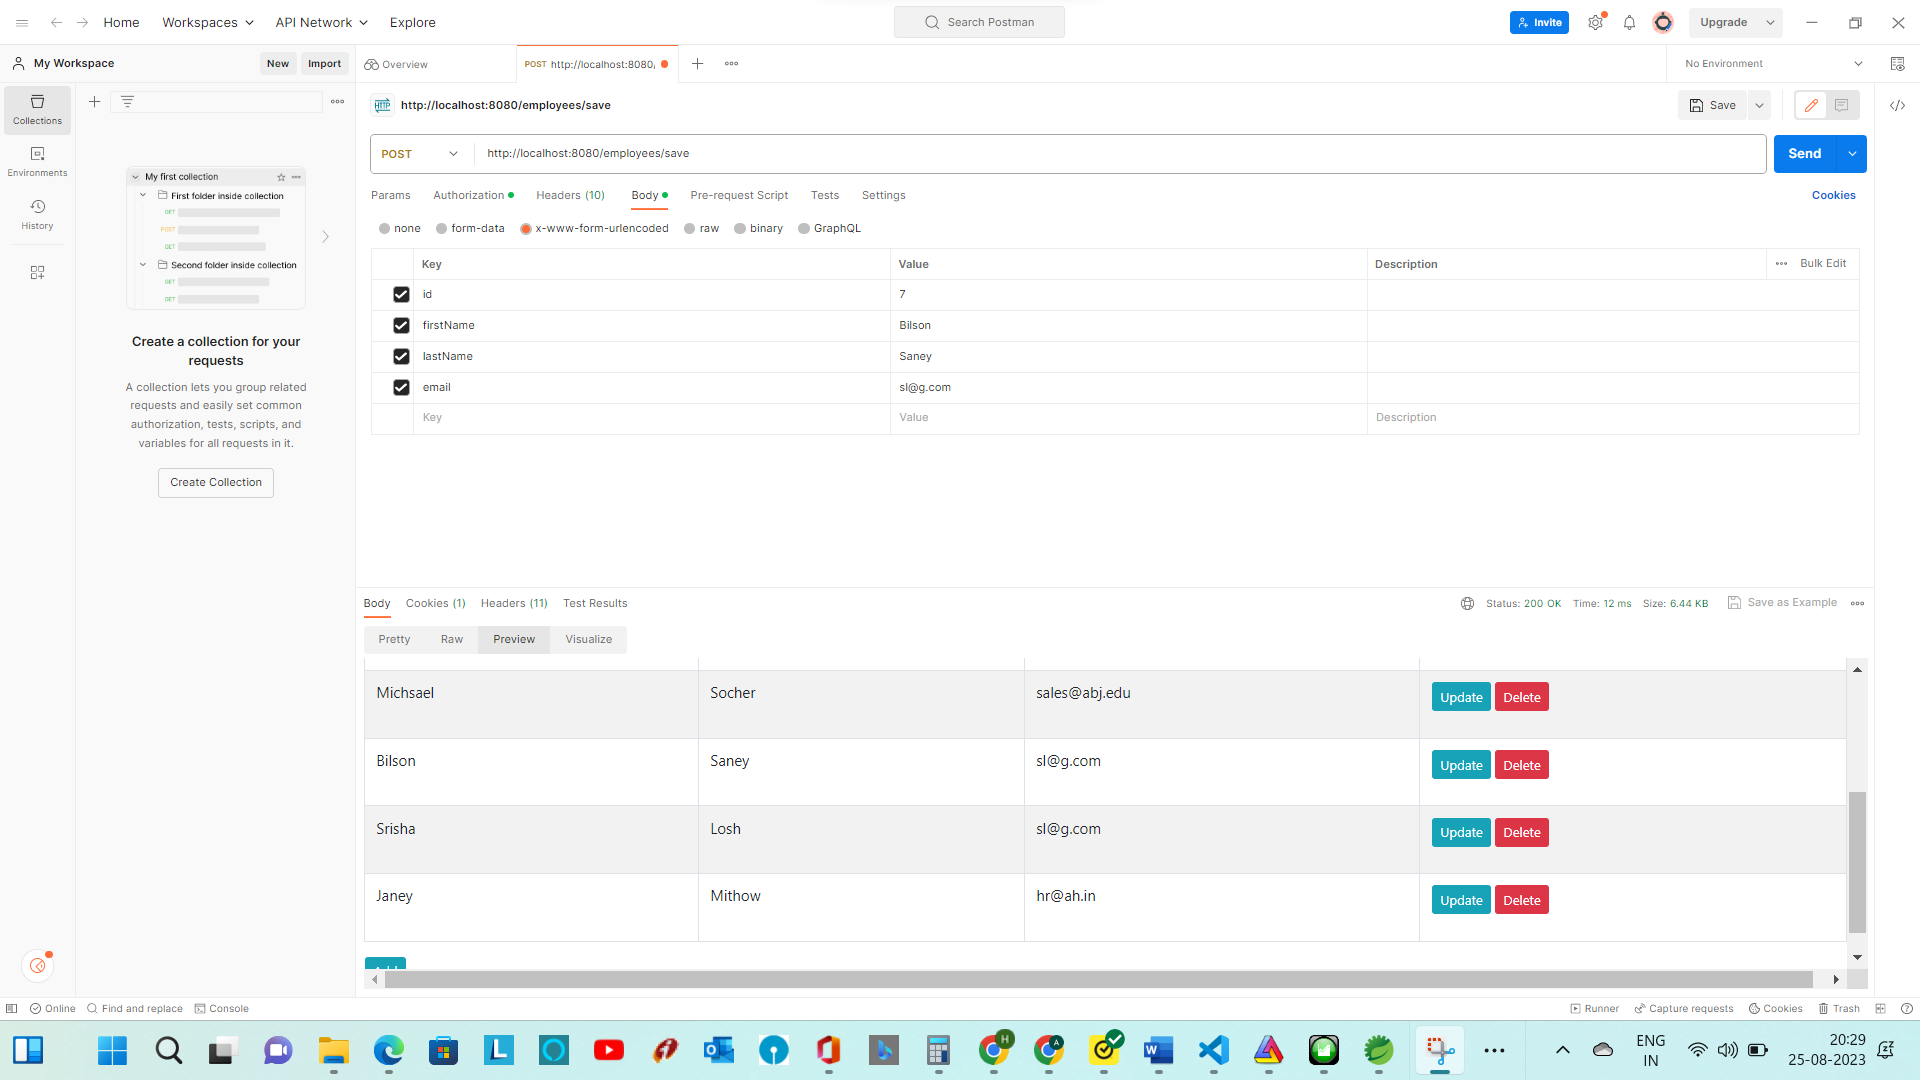 Home
Workspaces
API Network
Explore
Search Postman
Invite
Upgrade
My Workspace
New
Import
Overview
POST http://localhost:8080/
No Environment
Collections
Environments
History
My first collection
First folder inside collection
GET
POST
GET
Second folder inside collection
GET
GET
Create a collection for your
requests
A collection lets you group related
requests and easily set common
authorization, tests, scripts, and
variables for all requests in it.
Create Collection
HTTP
http://localhost:8080/employees/save
Save
POST
http://localhost:8080/employees/save
Send
Params
Authorization
Headers (10)
Body
Pre-request Script
Tests
Settings
Cookies
none
form-data
x-www-form-urlencoded
raw
binary
GraphQL
Key Value Description Bulk Edit
id 7
firstName Bilson
lastName Saney
email sl@g.com
Key Value Description
Body
Cookies (1)
Headers (11)
Test Results
Status: 200 OK
Time: 12 ms
Size: 6.44 KB
Save as Example
Pretty
Raw
Preview
Visualize
Michsael Socher sales@abj.edu Update Delete
Bilson Saney sl@g.com Update Delete
Srisha Losh sl@g.com Update Delete
Janey Mithow hr@ah.in Update Delete
Online
Find and replace
Console
Runner
Capture requests
Cookies
Trash
L
H
A
ENG
IN
20:29
25-08-2023